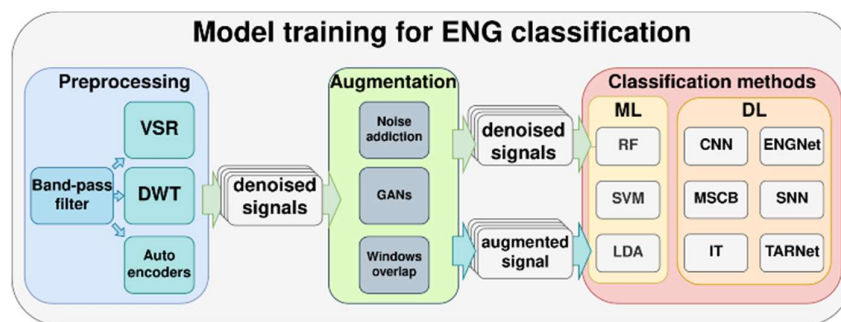 Model training for ENG classification
Preprocessing
Band-pass
filter
VSR
DWT
Auto
encoders
denoised
signals
Augmentation
Noise
addiction
GANs
Windows
overlap
denoised
signals
augmented
signal
Classification methods
ML
RF
SVM
LDA
DL
CNN
ENGNet
MSCB
SNN
IT
TARNet